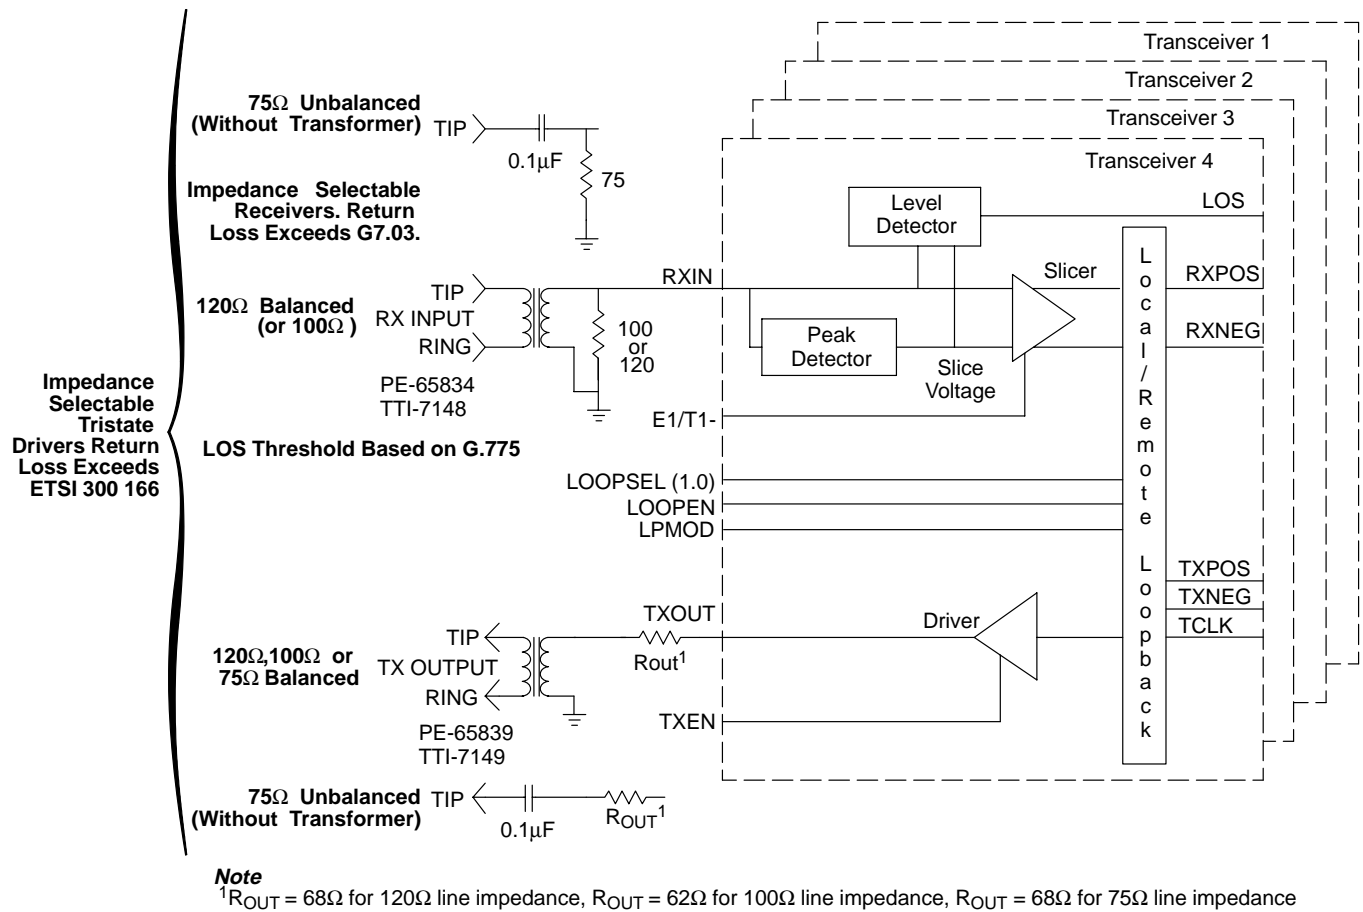 Transceiver 1
Transceiver 2
Transceiver 3
Transceiver 4
75Ω Unbalanced
(Without Transformer)
TIP
0.1µF
75
Impedance Selectable
Receivers. Return
Loss Exceeds G7.03.
Level
Detector
LOS
RXIN
Slicer
RXPOS
120Ω Balanced
(or 100Ω )
TIP
RX INPUT
RING
100
or
120
Peak
Detector
RXNEG
Slice
Voltage
PE-65834
TTI-7148
E1/T1-
Impedance
Selectable
Tristate
Drivers Return
Loss Exceeds
ETSI 300 166
LOS Threshold Based on G.775
LOOPSEL (1.0)
LOOPEN
LPMOD
Local/Remote Loopback
TXPOS
TXNEG
TCLK
TXOUT
Driver
120Ω,100Ω or
75Ω Balanced
TIP
TX OUTPUT
RING
Rout1
TXEN
PE-65839
TTI-7149
75Ω Unbalanced
(Without Transformer)
TIP
0.1µF
ROUT1
Note
1ROUT = 68Ω for 120Ω line impedance, ROUT = 62Ω for 100Ω line impedance, ROUT = 68Ω for 75Ω line impedance